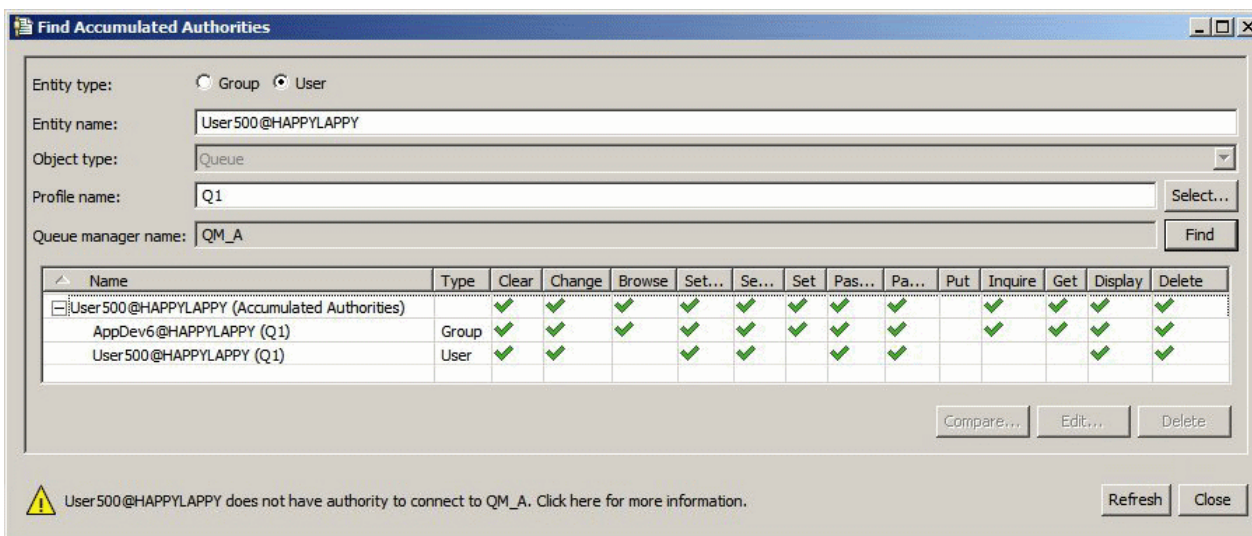 Find Accumulated Authorities
Entity type: Group User
Entity name: User500@HAPPYLAPPY
Object type: Queue
Profile name: Q1 Select...
Queue manager name: QM_A Find
Name Type Clear Change Browse Set... Se... Set Pas... Pa... Put Inquire Get Display Delete
User500@HAPPYLAPPY (Accumulated Authorities)
AppDev6@HAPPYLAPPY (Q1) Group
User500@HAPPYLAPPY (Q1) User
Compare... Edit... Delete
User500@HAPPYLAPPY does not have authority to connect to QM_A. Click here for more information. Refresh Close